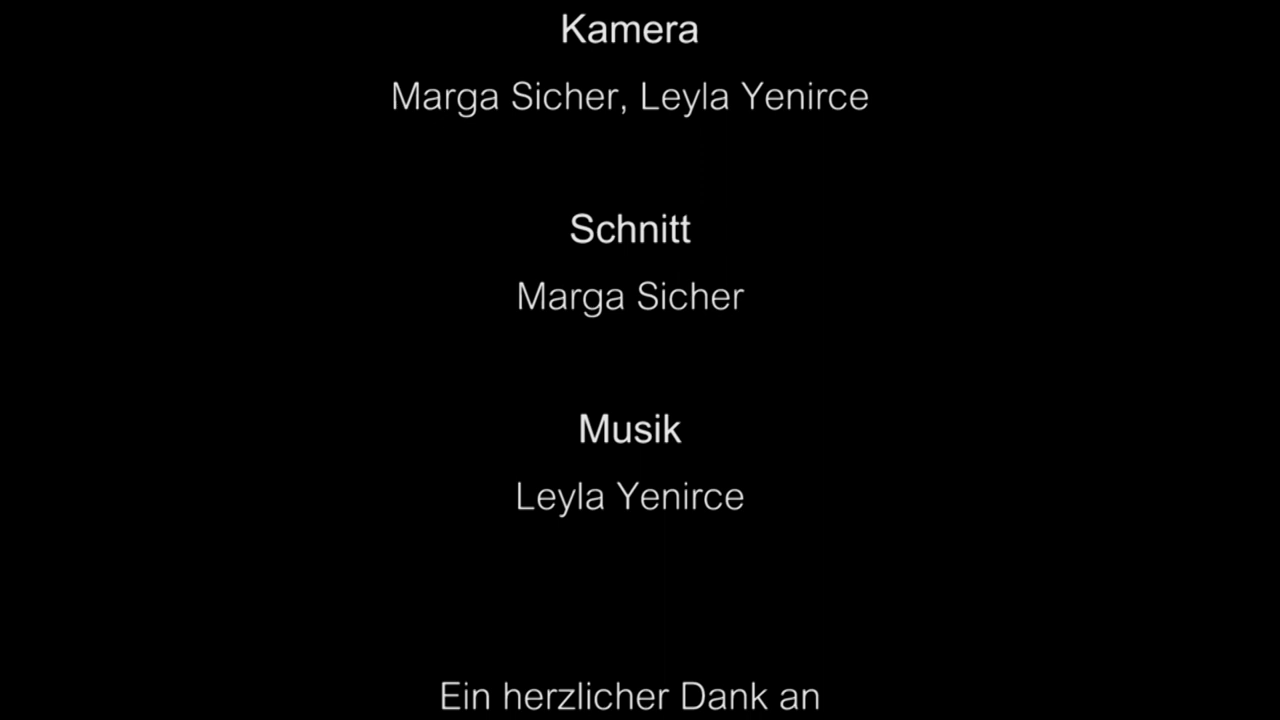 Kamera
Marga Sicher, Leyla Yenirce
Schnitt
Marga Sicher
Musik
Leyla Yenirce
Ein herzlicher Dank an